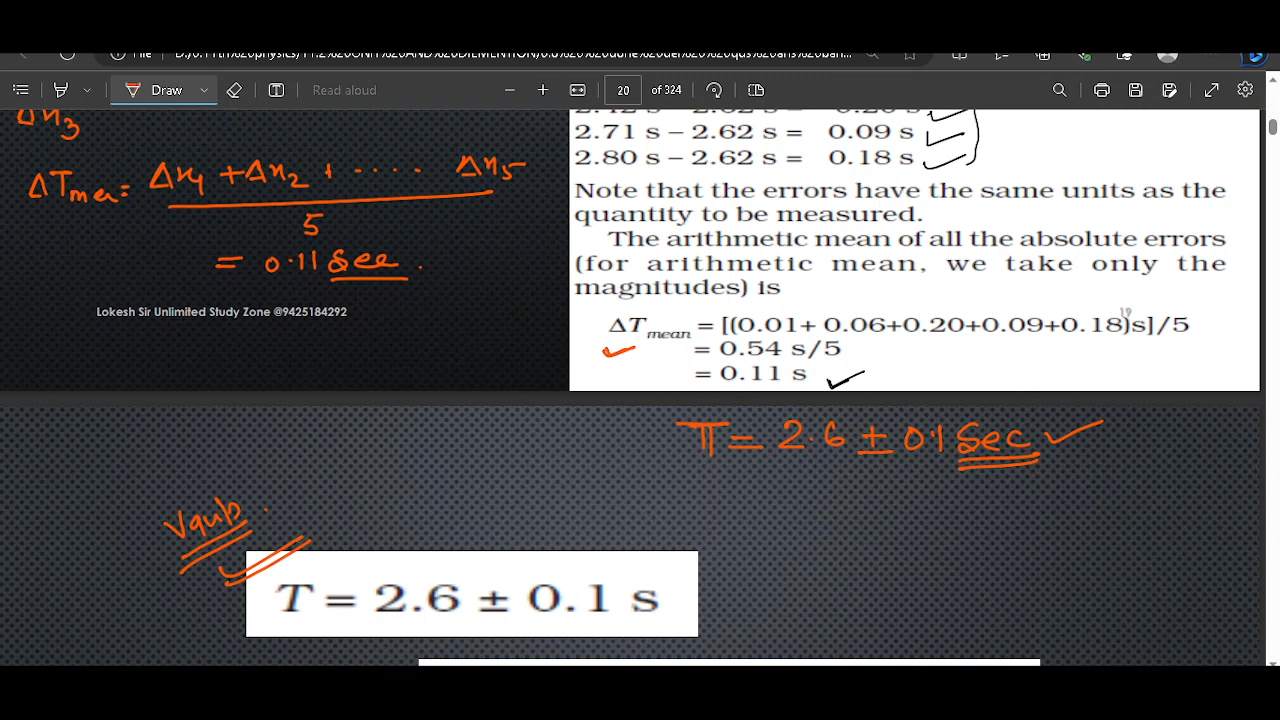 Draw
Read aloud
20 of 324
Δx3
ΔTmea = Δx1 + Δx2 + .... Δx5
5
= 0.11 Sec.
Lokesh Sir Unlimited Study Zone @9425184292
2.71 s – 2.62 s = 0.09 s
2.80 s – 2.62 s = 0.18 s
Note that the errors have the same units as the
quantity to be measured.
The arithmetic mean of all the absolute errors
(for arithmetic mean, we take only the
magnitudes) is
19
ΔT mean = [(0.01+ 0.06+0.20+0.09+0.18)s]/5
= 0.54 s/5
= 0.11 s
T = 2.6 ± 0.1 Sec
T = 2.6 ± 0.1 s